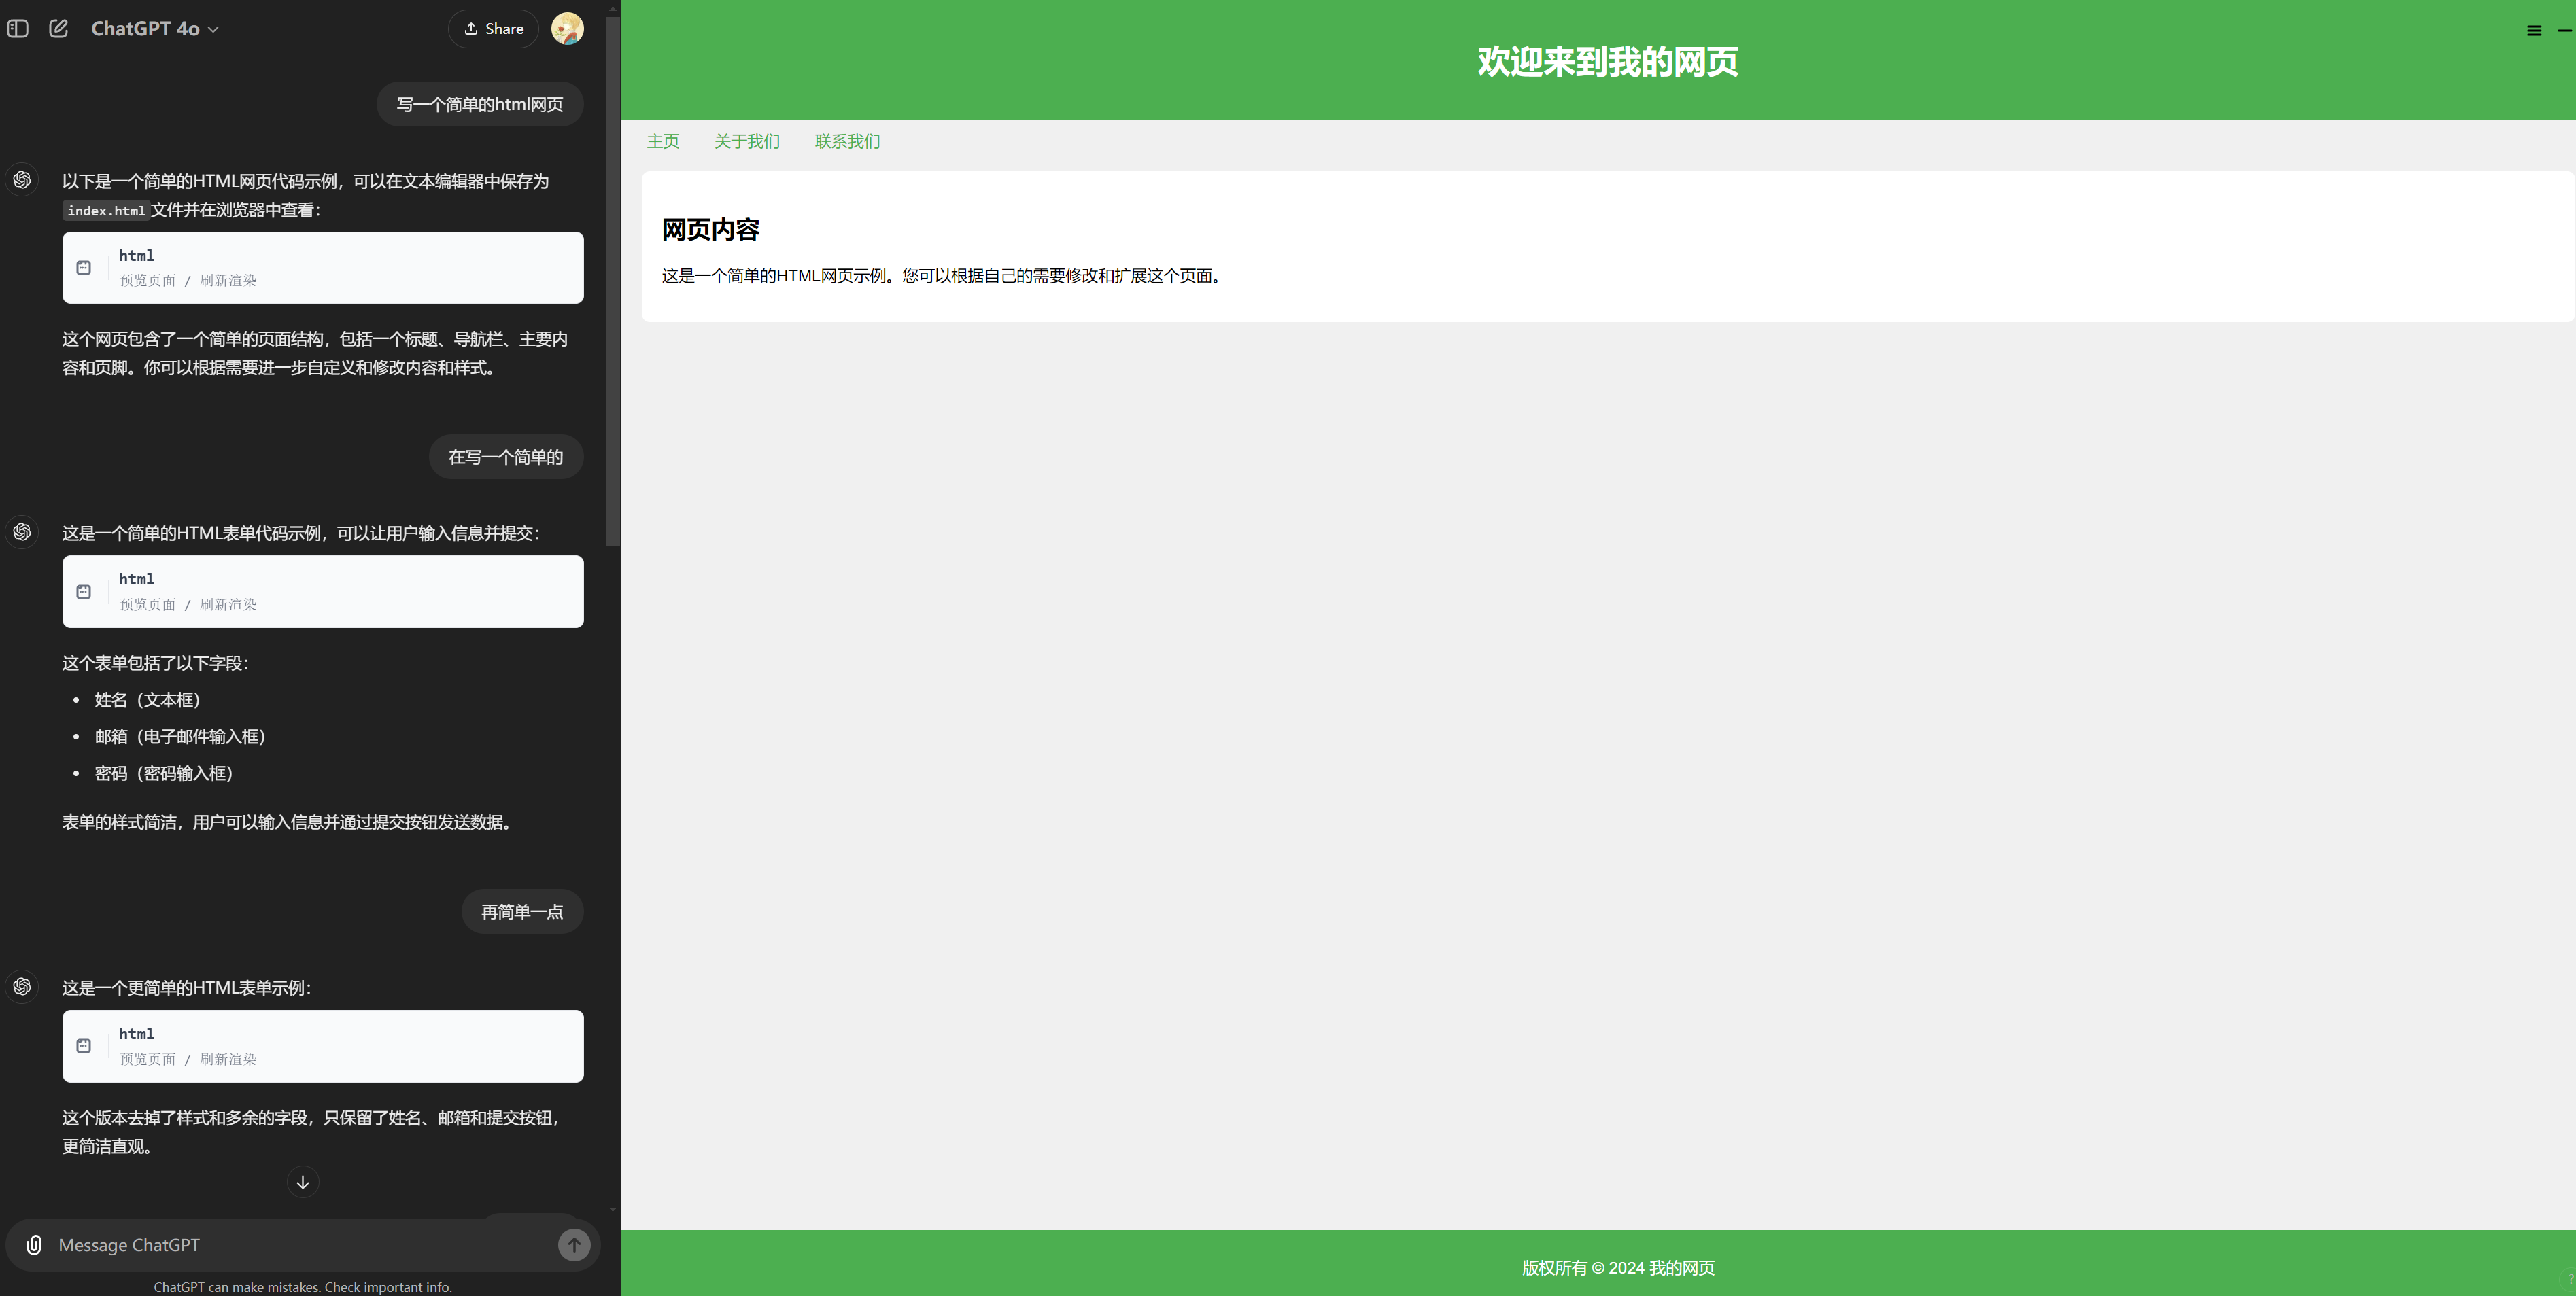 ChatGPT 4o
Share
写一个简单的html网页
以下是一个简单的HTML网页代码示例，可以在文本编辑器中保存为
index.html文件并在浏览器中查看：
html
预览页面 / 刷新渲染
这个网页包含了一个简单的页面结构，包括一个标题、导航栏、主要内
容和页脚。你可以根据需要进一步自定义和修改内容和样式。
在写一个简单的
这是一个简单的HTML表单代码示例，可以让用户输入信息并提交：
html
预览页面 / 刷新渲染
这个表单包括了以下字段：
• 姓名（文本框）
• 邮箱（电子邮件输入框）
• 密码（密码输入框）
表单的样式简洁，用户可以输入信息并通过提交按钮发送数据。
再简单一点
这是一个更简单的HTML表单示例：
html
预览页面 / 刷新渲染
这个版本去掉了样式和多余的字段，只保留了姓名、邮箱和提交按钮，
更简洁直观。
Message ChatGPT
ChatGPT can make mistakes. Check important info.
欢迎来到我的网页
主页 关于我们 联系我们
网页内容
这是一个简单的HTML网页示例。您可以根据自己的需要修改和扩展这个页面。
版权所有 © 2024 我的网页
?